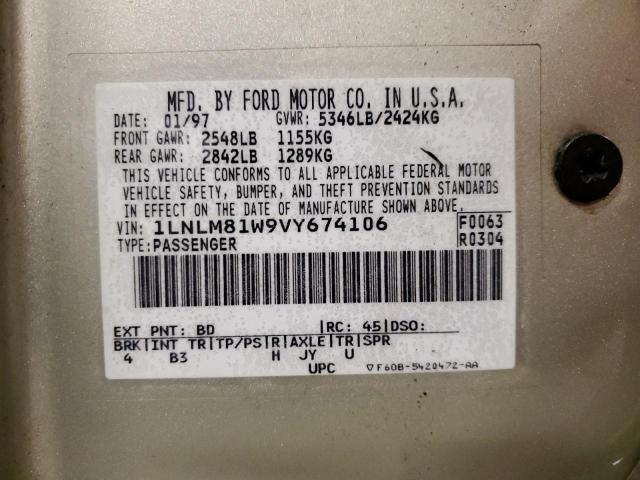 MFD. BY FORD MOTOR CO. IN U.S.A.
DATE: 01/97 GVWR: 5346LB/2424KG
FRONT GAWR: 2548LB 1155KG
REAR GAWR: 2842LB 1289KG
THIS VEHICLE CONFORMS TO ALL APPLICABLE FEDERAL MOTOR
VEHICLE SAFETY, BUMPER, AND THEFT PREVENTION STANDARDS
IN EFFECT ON THE DATE OF MANUFACTURE SHOWN ABOVE.
VIN: 1LNLM81W9VY674106 F0063
TYPE: PASSENGER R0304
EXT PNT: BD |RC: 45|DSO:
BRK|INT TR|TP/PS|R|AXLE|TR|SPR
4 B3 H JY U
UPC ▽F60B-5420472-AA